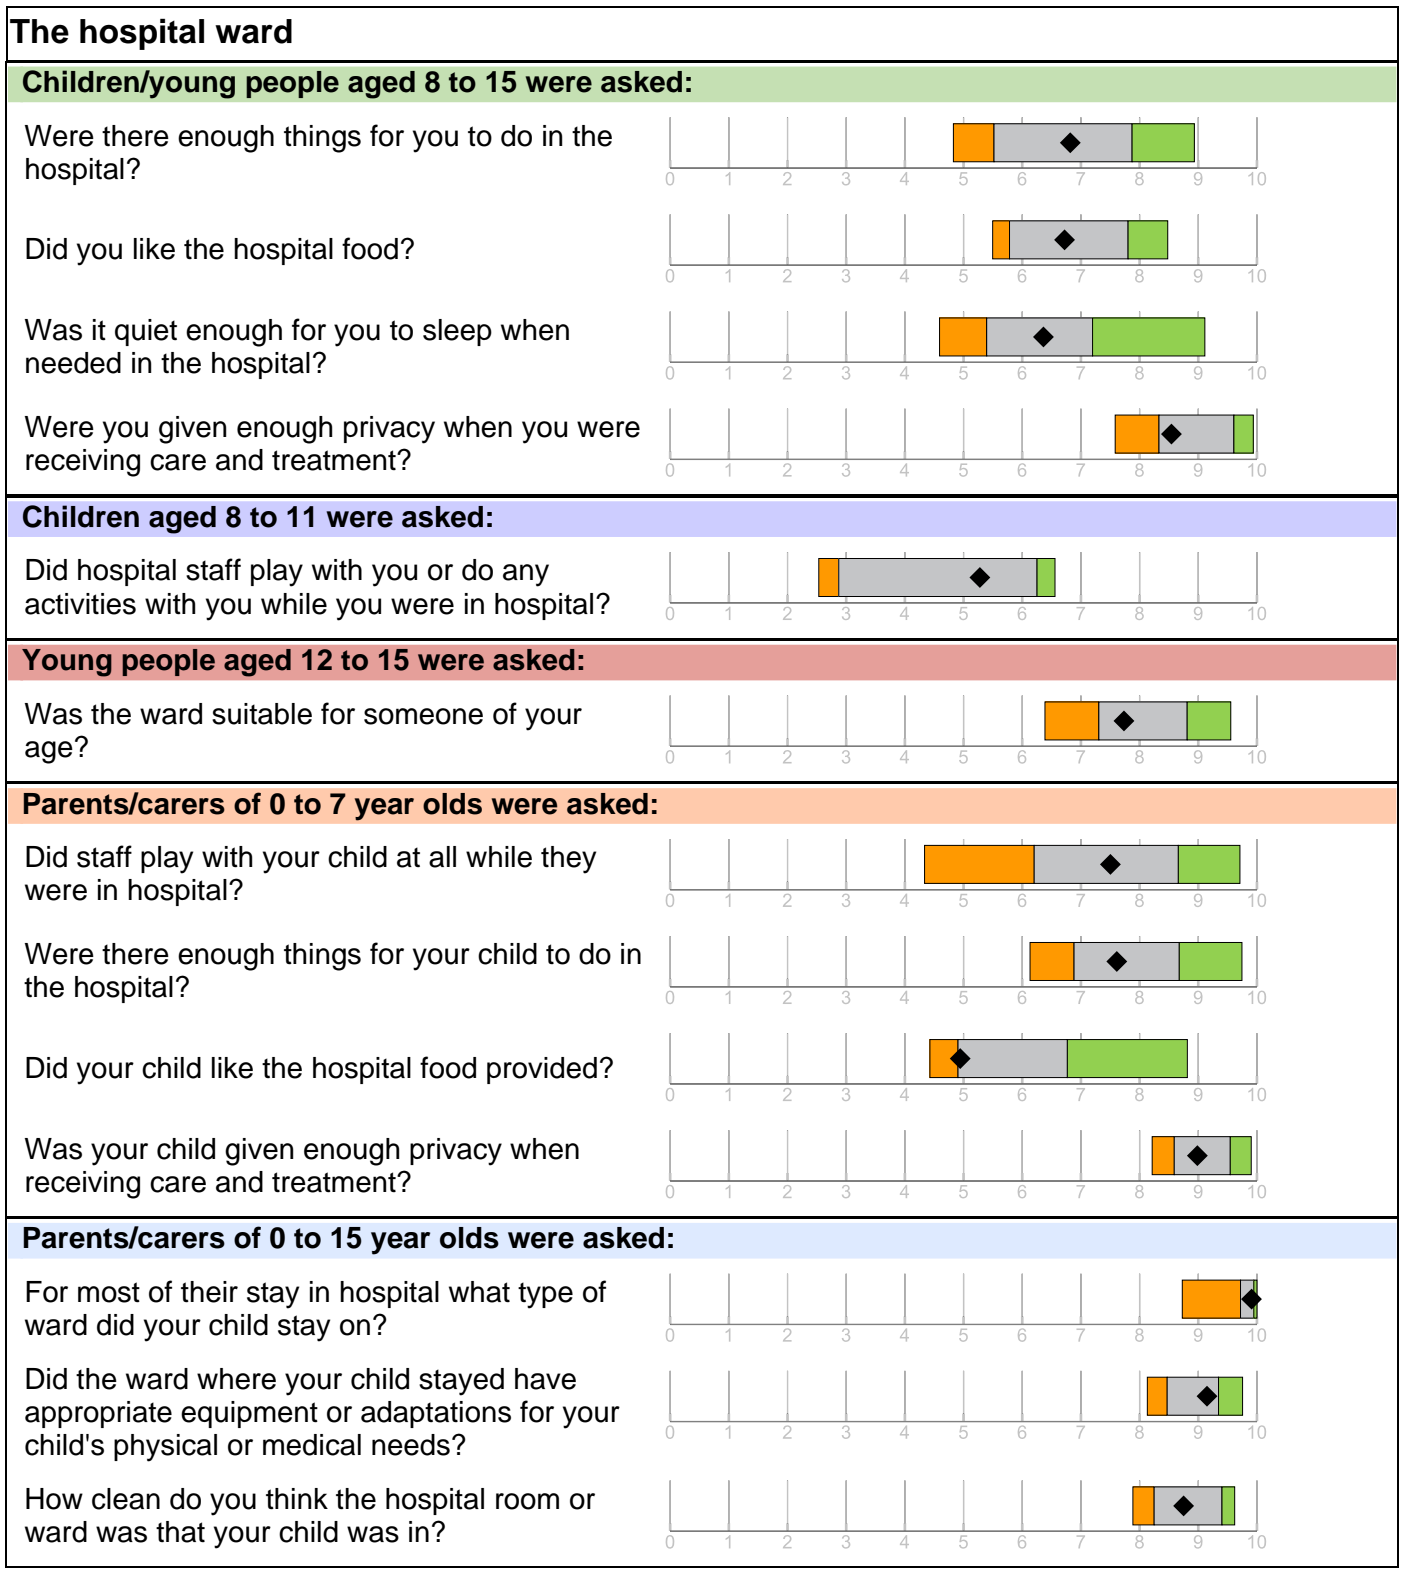 The hospital ward
Children/young people aged 8 to 15 were asked:
Were there enough things for you to do in the
hospital?
0 1 2 3 4 5 6 7 8 9 10
Did you like the hospital food?
0 1 2 3 4 5 6 7 8 9 10
Was it quiet enough for you to sleep when
needed in the hospital?
0 1 2 3 4 5 6 7 8 9 10
Were you given enough privacy when you were
receiving care and treatment?
0 1 2 3 4 5 6 7 8 9 10
Children aged 8 to 11 were asked:
Did hospital staff play with you or do any
activities with you while you were in hospital?
0 1 2 3 4 5 6 7 8 9 10
Young people aged 12 to 15 were asked:
Was the ward suitable for someone of your
age?
0 1 2 3 4 5 6 7 8 9 10
Parents/carers of 0 to 7 year olds were asked:
Did staff play with your child at all while they
were in hospital?
0 1 2 3 4 5 6 7 8 9 10
Were there enough things for your child to do in
the hospital?
0 1 2 3 4 5 6 7 8 9 10
Did your child like the hospital food provided?
0 1 2 3 4 5 6 7 8 9 10
Was your child given enough privacy when
receiving care and treatment?
0 1 2 3 4 5 6 7 8 9 10
Parents/carers of 0 to 15 year olds were asked:
For most of their stay in hospital what type of
ward did your child stay on?
0 1 2 3 4 5 6 7 8 9 10
Did the ward where your child stayed have
appropriate equipment or adaptations for your
child's physical or medical needs?
0 1 2 3 4 5 6 7 8 9 10
How clean do you think the hospital room or
ward was that your child was in?
0 1 2 3 4 5 6 7 8 9 10